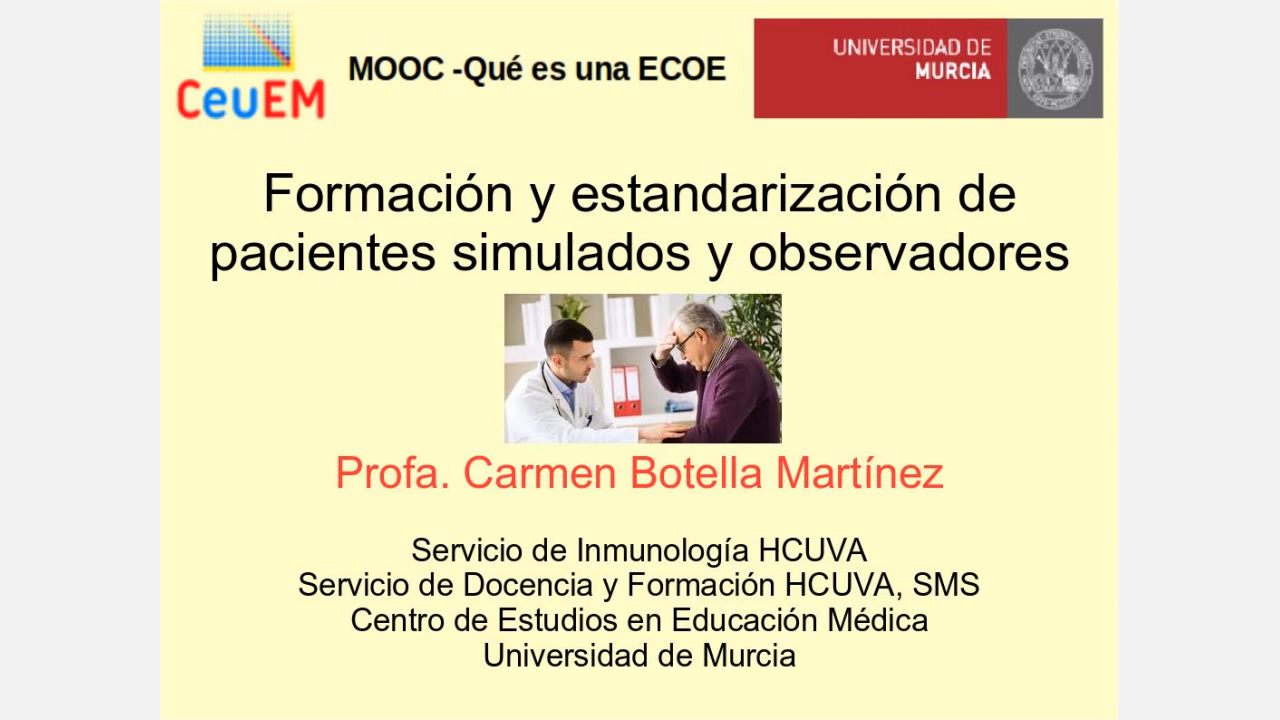 CeuEM
MOOC -Qué es una ECOE
UNIVERSIDAD DE
MURCIA
Formación y estandarización de
pacientes simulados y observadores
Profa. Carmen Botella Martínez
Servicio de Inmunología HCUVA
Servicio de Docencia y Formación HCUVA, SMS
Centro de Estudios en Educación Médica
Universidad de Murcia